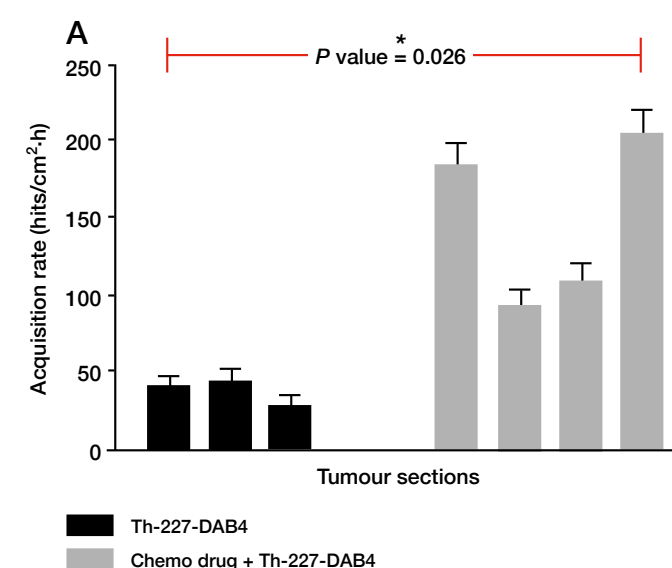 A
*
P value = 0.026
250
200
150
100
50
0
Acquisition rate (hits/cm²·h)
Tumour sections
Th-227-DAB4
Chemo drug + Th-227-DAB4